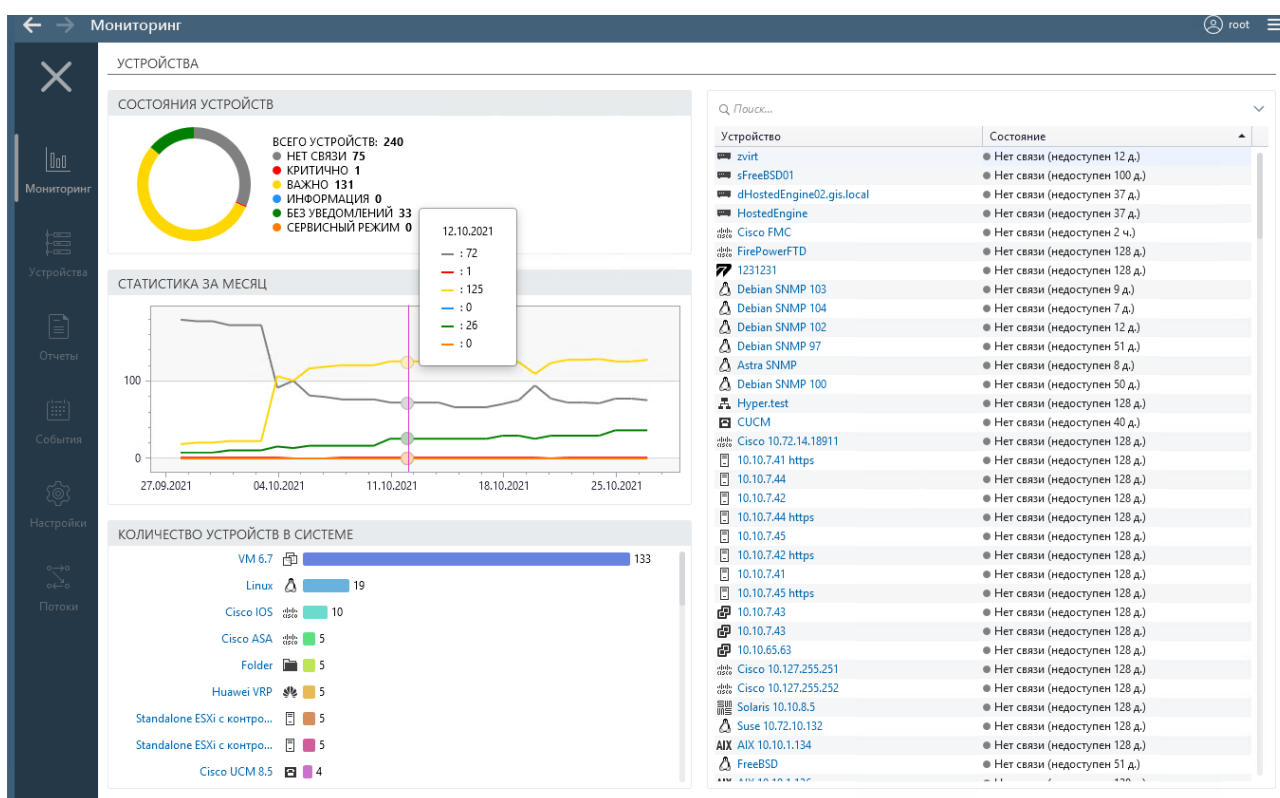 Мониторинг
root
Мониторинг
Устройства
Отчеты
События
Настройки
Потоки
УСТРОЙСТВА
СОСТОЯНИЯ УСТРОЙСТВ
ВСЕГО УСТРОЙСТВ: 240
НЕТ СВЯЗИ 75
КРИТИЧНО 1
ВАЖНО 131
ИНФОРМАЦИЯ 0
БЕЗ УВЕДОМЛЕНИЙ 33
СЕРВИСНЫЙ РЕЖИМ 0
12.10.2021
: 72
: 1
: 125
: 0
: 26
: 0
СТАТИСТИКА ЗА МЕСЯЦ
100
0
27.09.2021 04.10.2021 11.10.2021 18.10.2021 25.10.2021
КОЛИЧЕСТВО УСТРОЙСТВ В СИСТЕМЕ
VM 6.7 133
Linux 19
Cisco IOS 10
Cisco ASA 5
Folder 5
Huawei VRP 5
Standalone ESXi с контро... 5
Standalone ESXi с контро... 5
Cisco UCM 8.5 4
Поиск...
Устройство Состояние
zvirt Нет связи (недоступен 12 д.)
sFreeBSD01 Нет связи (недоступен 100 д.)
dHostedEngine02.gis.local Нет связи (недоступен 37 д.)
HostedEngine Нет связи (недоступен 37 д.)
Cisco FMC Нет связи (недоступен 2 ч.)
FirePowerFTD Нет связи (недоступен 128 д.)
1231231 Нет связи (недоступен 128 д.)
Debian SNMP 103 Нет связи (недоступен 9 д.)
Debian SNMP 104 Нет связи (недоступен 7 д.)
Debian SNMP 102 Нет связи (недоступен 12 д.)
Debian SNMP 97 Нет связи (недоступен 51 д.)
Astra SNMP Нет связи (недоступен 8 д.)
Debian SNMP 100 Нет связи (недоступен 50 д.)
Hyper.test Нет связи (недоступен 128 д.)
CUCM Нет связи (недоступен 40 д.)
Cisco 10.72.14.18911 Нет связи (недоступен 128 д.)
10.10.7.41 https Нет связи (недоступен 128 д.)
10.10.7.44 Нет связи (недоступен 128 д.)
10.10.7.42 Нет связи (недоступен 128 д.)
10.10.7.44 https Нет связи (недоступен 128 д.)
10.10.7.45 Нет связи (недоступен 128 д.)
10.10.7.42 https Нет связи (недоступен 128 д.)
10.10.7.41 Нет связи (недоступен 128 д.)
10.10.7.45 https Нет связи (недоступен 128 д.)
10.10.7.43 Нет связи (недоступен 128 д.)
10.10.7.43 Нет связи (недоступен 128 д.)
10.10.65.63 Нет связи (недоступен 128 д.)
Cisco 10.127.255.251 Нет связи (недоступен 128 д.)
Cisco 10.127.255.252 Нет связи (недоступен 128 д.)
Solaris 10.10.8.5 Нет связи (недоступен 128 д.)
Suse 10.72.10.132 Нет связи (недоступен 128 д.)
AIX AIX 10.10.1.134 Нет связи (недоступен 128 д.)
FreeBSD Нет связи (недоступен 51 д.)